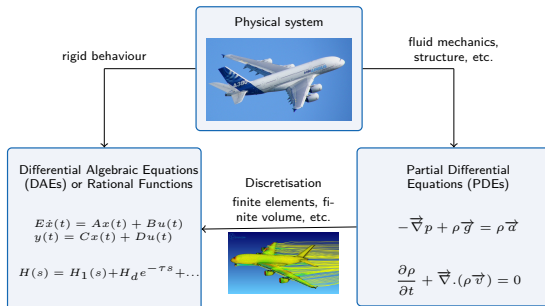 Physical system
rigid behaviour
fluid mechanics,
structure, etc.
Differential Algebraic Equations
(DAEs) or Rational Functions
Eẋ(t) = Ax(t) + Bu(t)
y(t) = Cx(t) + Du(t)
H(s) = H₁(s)+H_d e^{-τs}+...
Discretisation
finite elements, fi-
nite volume, etc.
Partial Differential
Equations (PDEs)
-∇⃗p + ρg⃗ = ρa⃗
∂ρ/∂t + ∇⃗.(ρv⃗) = 0